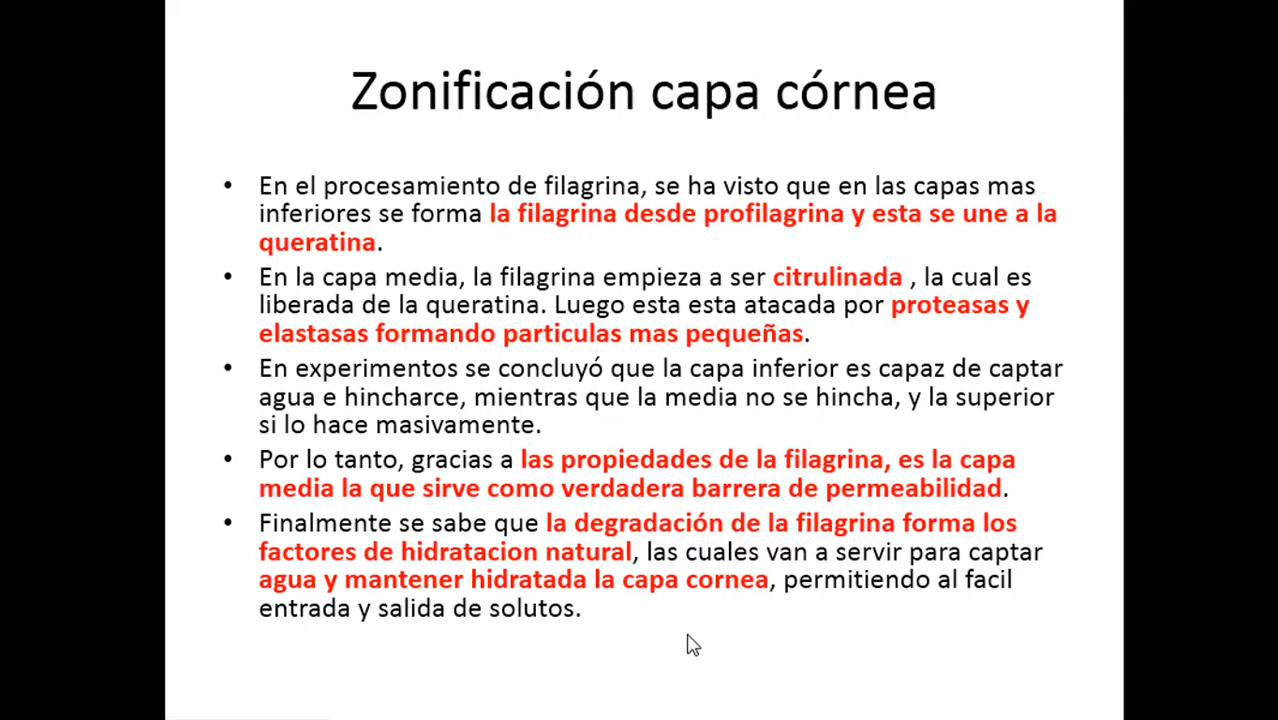 Zonificación capa córnea
• En el procesamiento de filagrina, se ha visto que en las capas mas
inferiores se forma la filagrina desde profilagrina y esta se une a la
queratina.
• En la capa media, la filagrina empieza a ser citrulinada , la cual es
liberada de la queratina. Luego esta esta atacada por proteasas y
elastasas formando particulas mas pequeñas.
• En experimentos se concluyó que la capa inferior es capaz de captar
agua e hincharce, mientras que la media no se hincha, y la superior
si lo hace masivamente.
• Por lo tanto, gracias a las propiedades de la filagrina, es la capa
media la que sirve como verdadera barrera de permeabilidad.
• Finalmente se sabe que la degradación de la filagrina forma los
factores de hidratacion natural, las cuales van a servir para captar
agua y mantener hidratada la capa cornea, permitiendo al facil
entrada y salida de solutos.